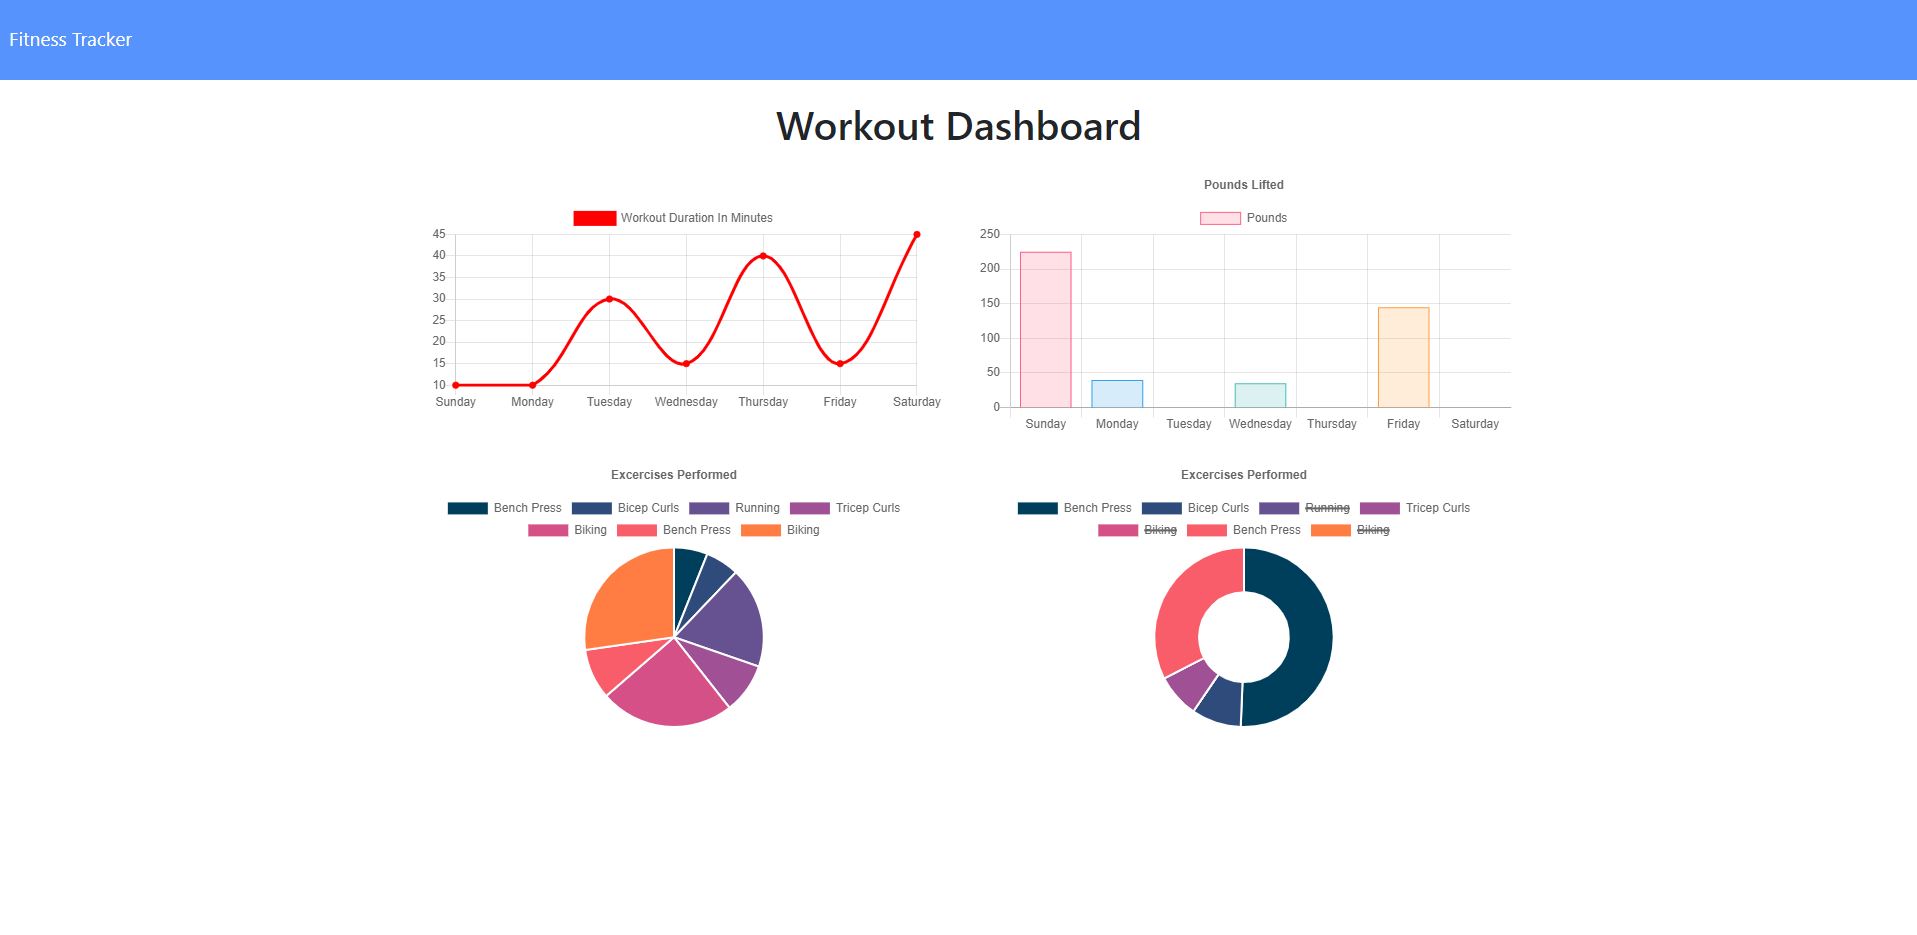 Fitness Tracker
Workout Dashboard
Workout Duration In Minutes
45
40
35
30
25
20
15
10
Sunday Monday Tuesday Wednesday Thursday Friday Saturday
Pounds Lifted
Pounds
250
200
150
100
50
0
Sunday Monday Tuesday Wednesday Thursday Friday Saturday
Excercises Performed
Bench Press Bicep Curls Running Tricep Curls
Biking Bench Press Biking
Excercises Performed
Bench Press Bicep Curls Running Tricep Curls
Biking Bench Press Biking